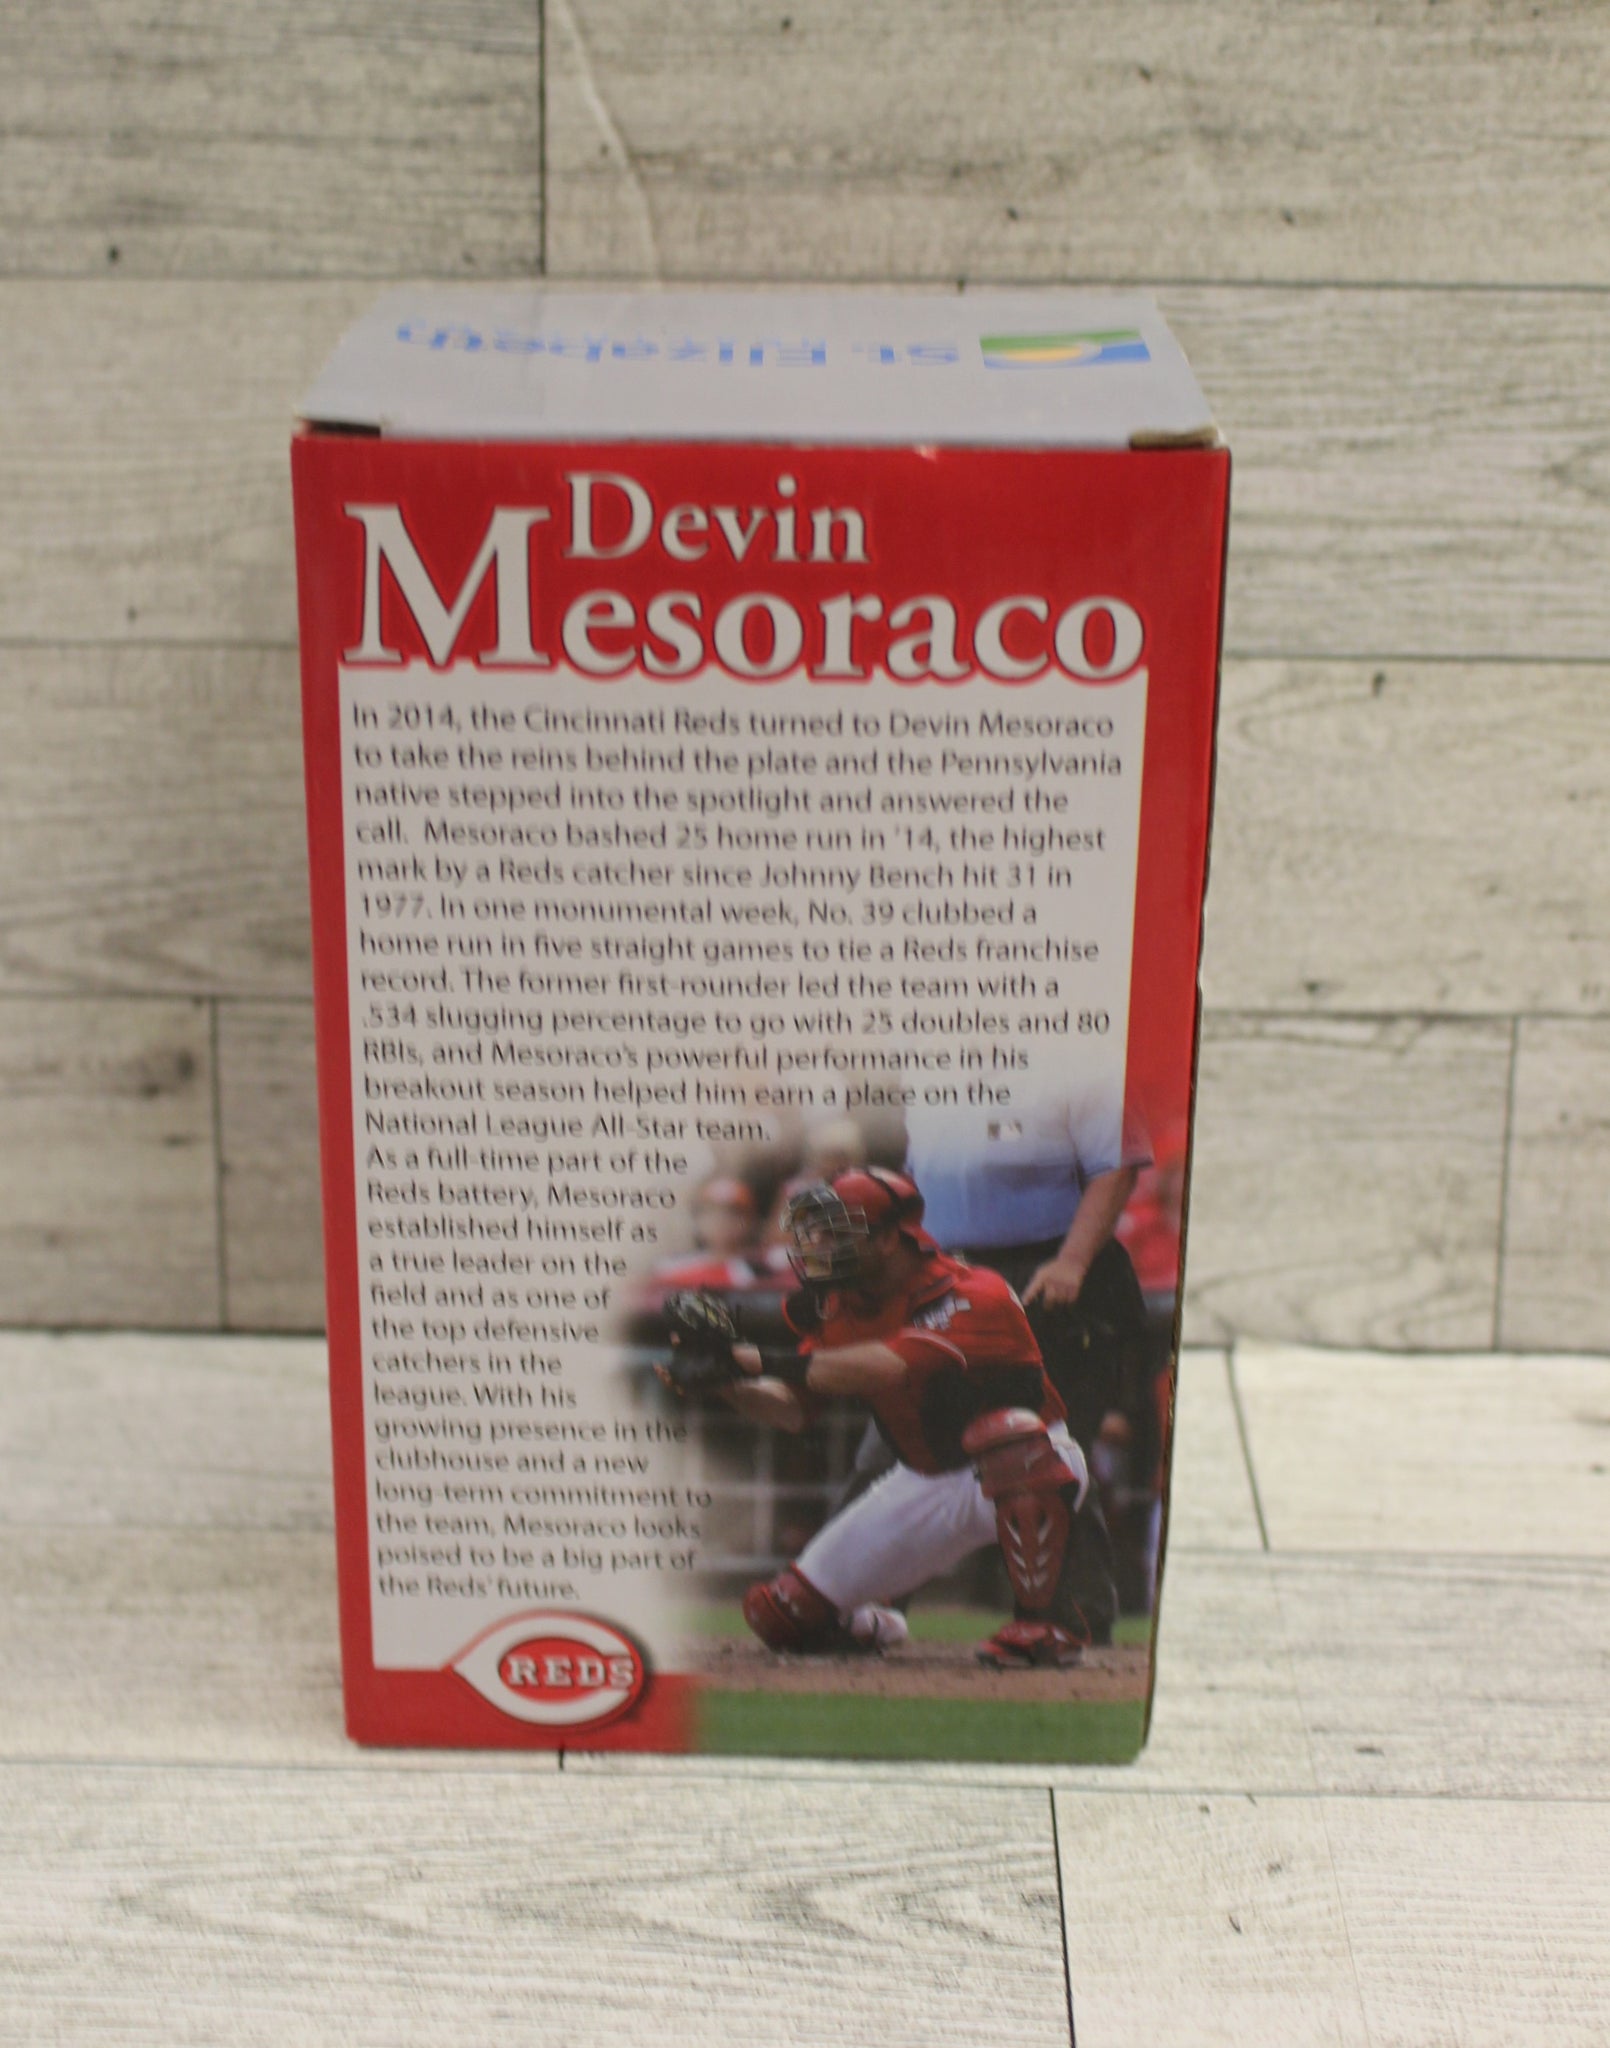 St. Elizabeth
Devin
Mesoraco
In 2014, the Cincinnati Reds turned to Devin Mesoraco
to take the reins behind the plate and the Pennsylvania
native stepped into the spotlight and answered the
call. Mesoraco bashed 25 home run in '14, the highest
mark by a Reds catcher since Johnny Bench hit 31 in
1977. In one monumental week, No. 39 clubbed a
home run in five straight games to tie a Reds franchise
record. The former first-rounder led the team with a
.534 slugging percentage to go with 25 doubles and 80
RBIs, and Mesoraco's powerful performance in his
breakout season helped him earn a place on the
National League All-Star team.
As a full-time part of the
Reds battery, Mesoraco
established himself as
a true leader on the
field and as one of
the top defensive
catchers in the
league. With his
growing presence in the
clubhouse and a new
long-term commitment to
the team, Mesoraco looks
poised to be a big part of
the Reds' future.
REDS